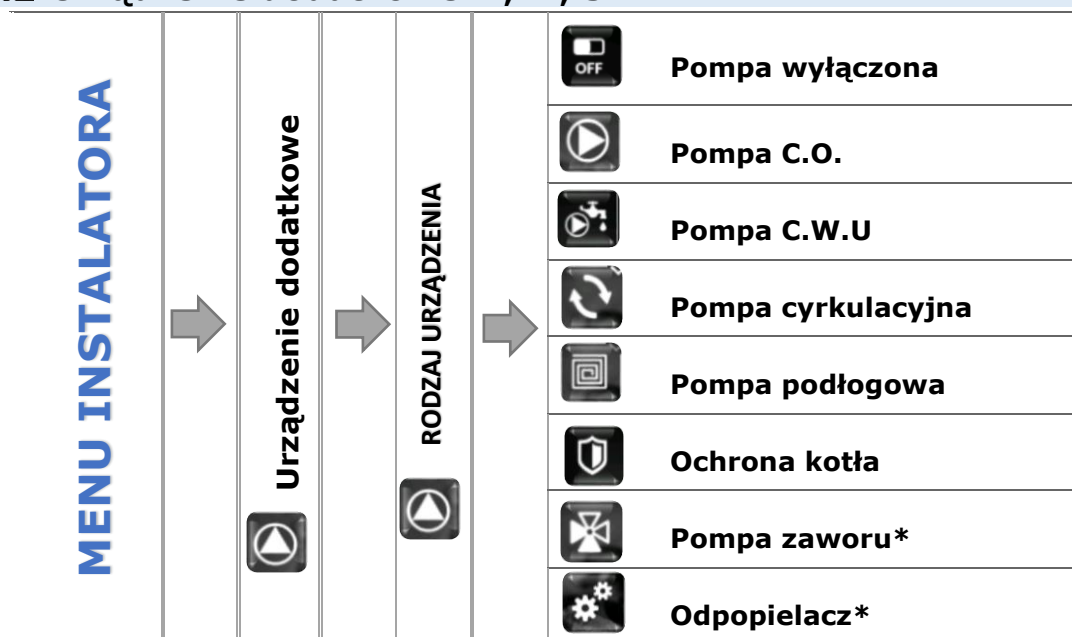 MENU INSTALATORA
Urządzenie dodatkowe
RODZAJ URZĄDZENIA
OFF
Pompa wyłączona
Pompa C.O.
Pompa C.W.U
Pompa cyrkulacyjna
Pompa podłogowa
Ochrona kotła
Pompa zaworu*
Odpopielacz*